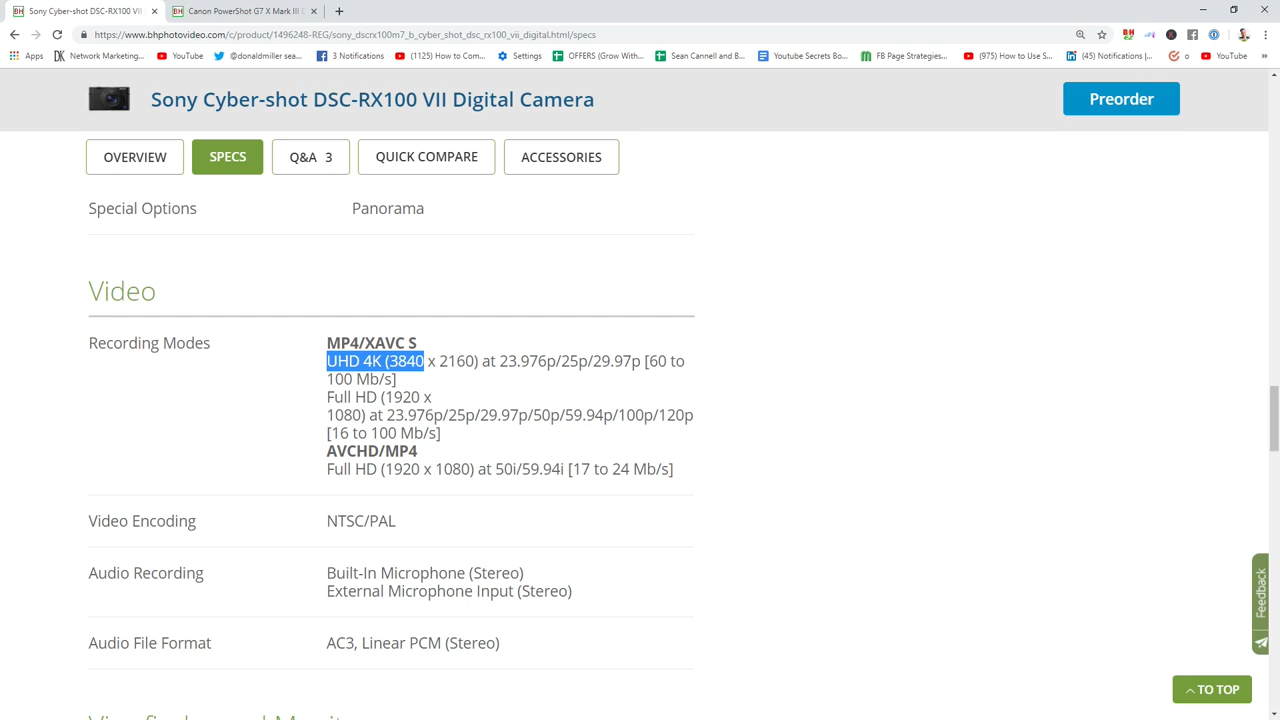 Sony Cyber-shot DSC-RX100 VII
Canon PowerShot G7 X Mark III D
https://www.bhphotovideo.com/c/product/1496248-REG/sony_dscrx100m7_b_cyber_shot_dsc_rx100_vii_digital.html/specs
Apps
Network Marketing...
YouTube
@donaldmiller sea...
3 Notifications
(1125) How to Com...
Settings
OFFERS (Grow With...
Sean Cannell and B...
Youtube Secrets Bo...
FB Page Strategies...
(975) How to Use S...
(45) Notifications |...
YouTube
Sony Cyber-shot DSC-RX100 VII Digital Camera
Preorder
OVERVIEW
SPECS
Q&A 3
QUICK COMPARE
ACCESSORIES
Special Options
Panorama
Video
Recording Modes
MP4/XAVC S
UHD 4K (3840 x 2160) at 23.976p/25p/29.97p [60 to
100 Mb/s]
Full HD (1920 x
1080) at 23.976p/25p/29.97p/50p/59.94p/100p/120p
[16 to 100 Mb/s]
AVCHD/MP4
Full HD (1920 x 1080) at 50i/59.94i [17 to 24 Mb/s]
Video Encoding
NTSC/PAL
Audio Recording
Built-In Microphone (Stereo)
External Microphone Input (Stereo)
Audio File Format
AC3, Linear PCM (Stereo)
Feedback
TO TOP